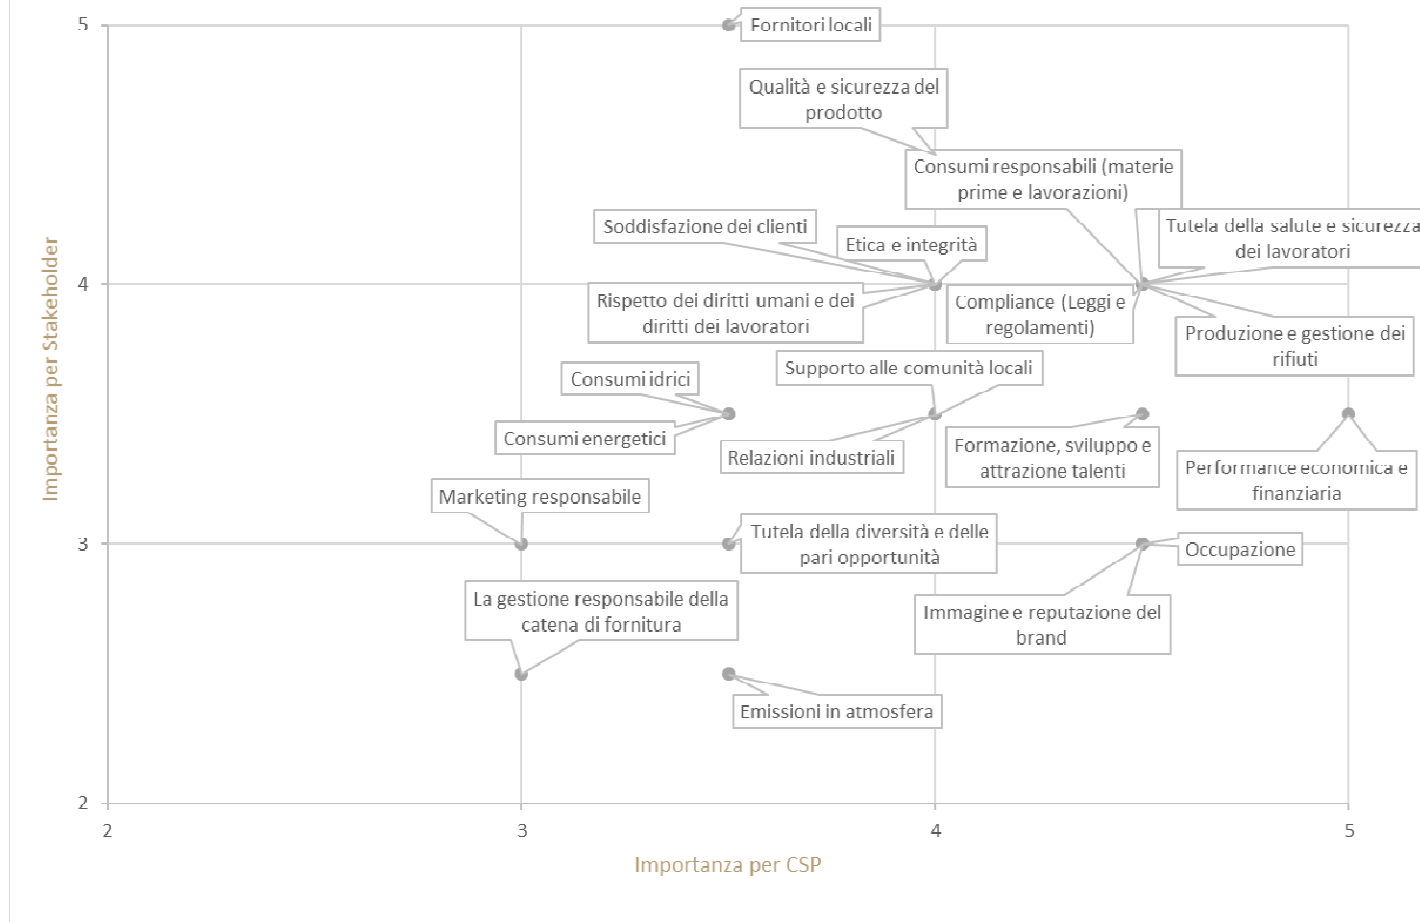 5
Fornitori locali
Qualità e sicurezza del
prodotto
Consumi responsabili (materie
prime e lavorazioni)
Soddisfazione dei clienti
Etica e integrità
Tutela della salute e sicurezza
dei lavoratori
4
Rispetto dei diritti umani e dei
diritti dei lavoratori
Compliance (Leggi e
regolamenti)
Produzione e gestione dei
rifiuti
Supporto alle comunità locali
Consumi idrici
Consumi energetici
Relazioni industriali
Formazione, sviluppo e
attrazione talenti
Performance economica e
finanziaria
Marketing responsabile
3
Tutela della diversità e delle
pari opportunità
Occupazione
La gestione responsabile della
catena di fornitura
Immagine e reputazione del
brand
Emissioni in atmosfera
2
2
3
4
5
Importanza per Stakeholder
Importanza per CSP